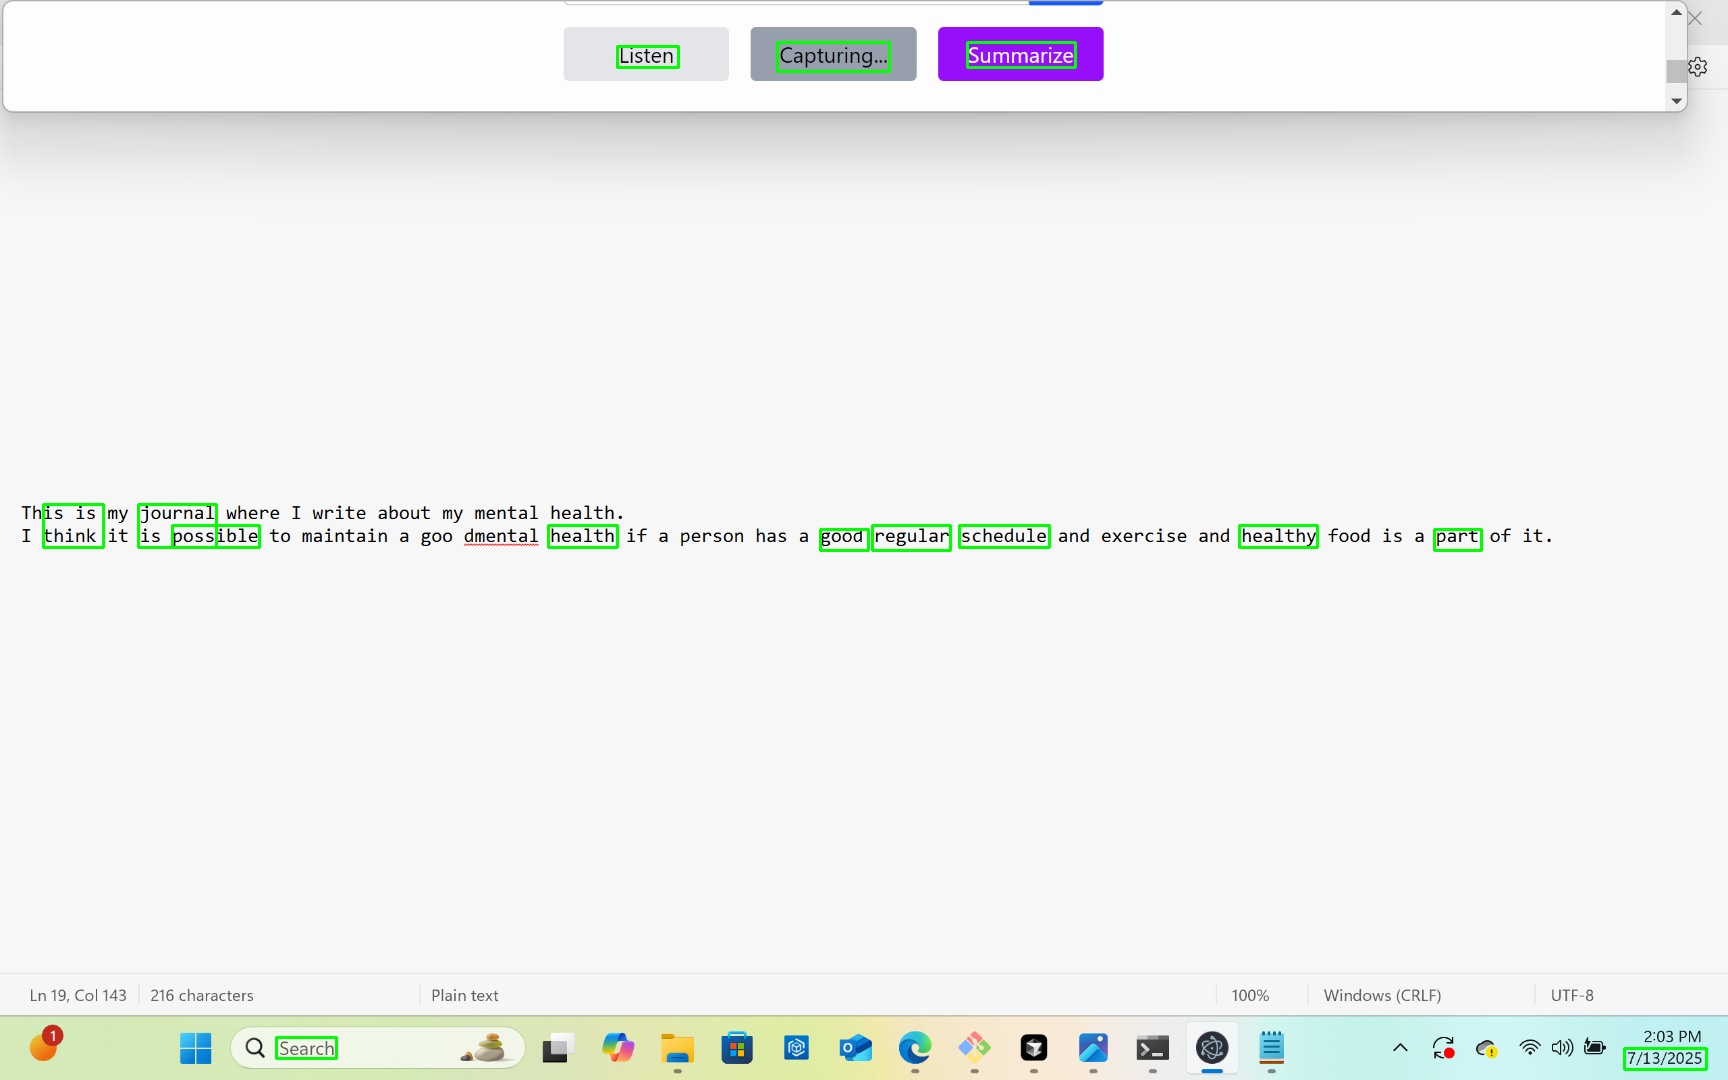 Listen
Capturing...
Summarize
This is my journal where I write about my mental health.
I think it is possible to maintain a goo dmental health if a person has a good regular schedule and exercise and healthy food is a part of it.
Ln 19, Col 143
216 characters
Plain text
100%
Windows (CRLF)
UTF-8
1
Search
2:03 PM
7/13/2025